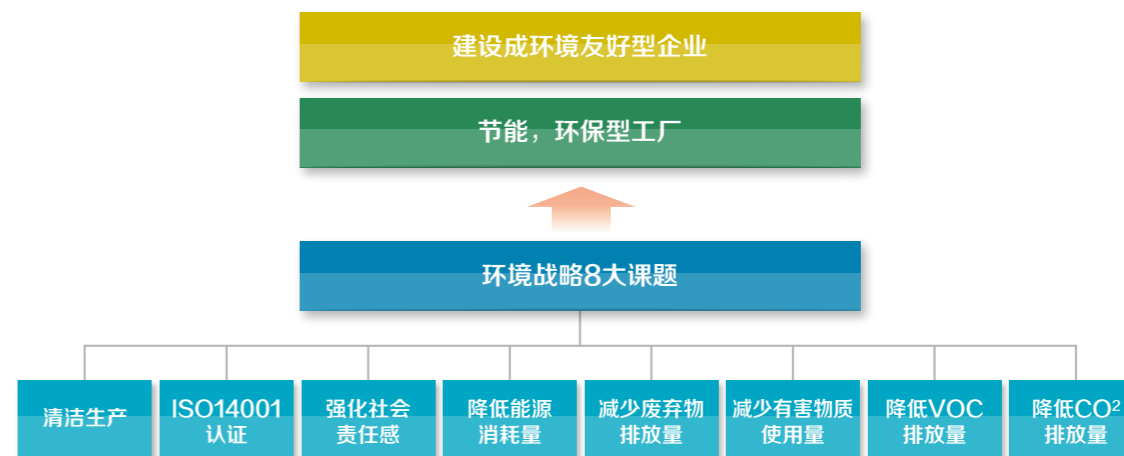 建设成环境友好型企业
节能，环保型工厂
环境战略8大课题
清洁生产
ISO14001
认证
强化社会
责任感
降低能源
消耗量
减少废弃物
排放量
减少有害物质
使用量
降低VOC
排放量
降低CO²
排放量